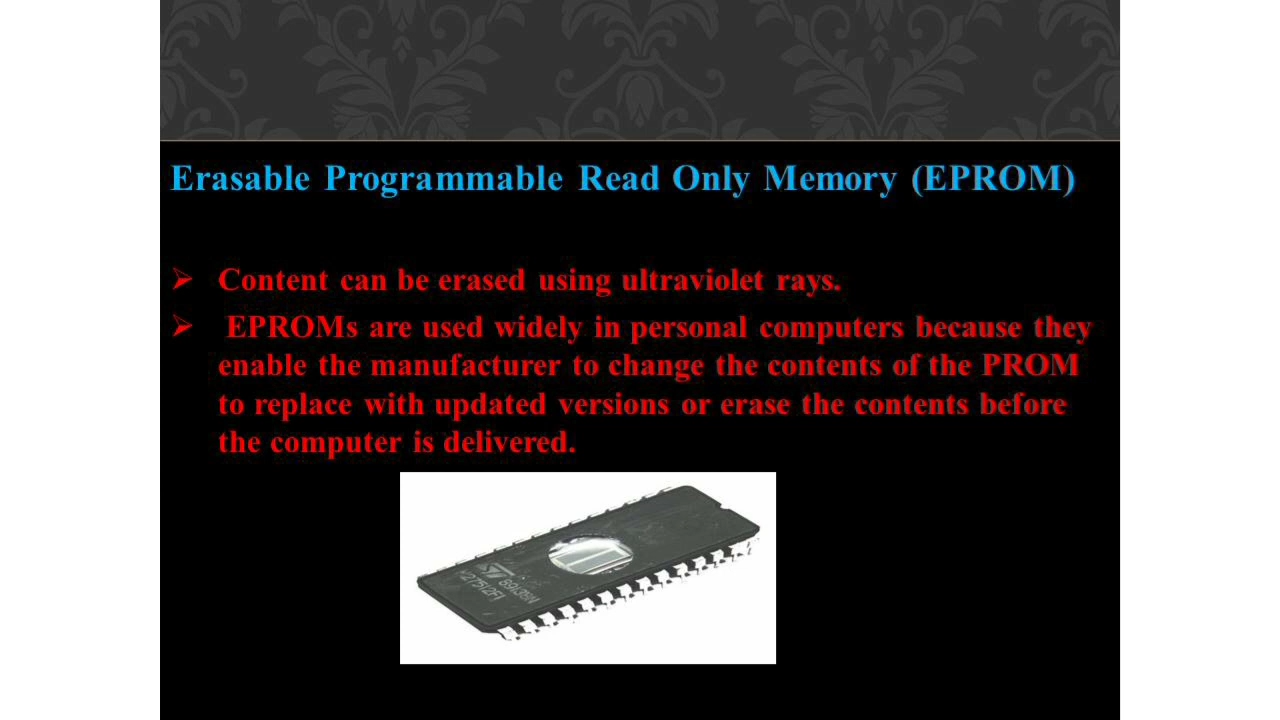 Erasable Programmable Read Only Memory (EPROM)
➢ Content can be erased using ultraviolet rays.
➢ EPROMs are used widely in personal computers because they
enable the manufacturer to change the contents of the PROM
to replace with updated versions or erase the contents before
the computer is delivered.